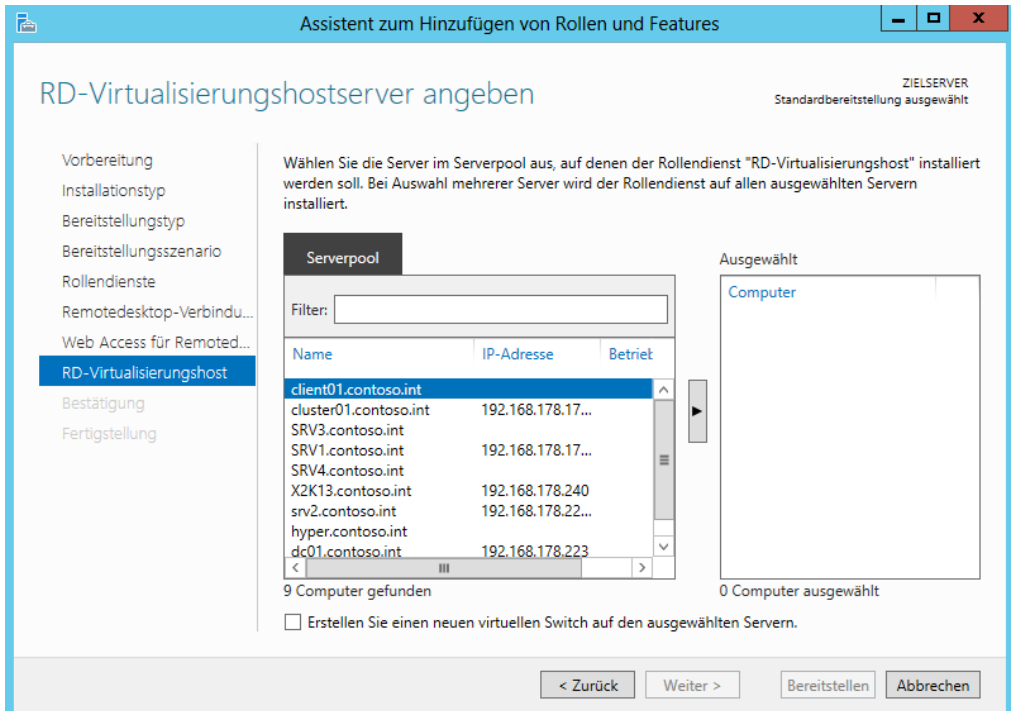 Assistent zum Hinzufügen von Rollen und Features
RD-Virtualisierungshostserver angeben
ZIELSERVER
Standardbereitstellung ausgewählt
Vorbereitung
Installationstyp
Bereitstellungstyp
Bereitstellungsszenario
Rollendienste
Remotedesktop-Verbindu...
Web Access für Remoted...
RD-Virtualisierungshost
Bestätigung
Fertigstellung
Wählen Sie die Server im Serverpool aus, auf denen der Rollendienst "RD-Virtualisierungshost" installiert
werden soll. Bei Auswahl mehrerer Server wird der Rollendienst auf allen ausgewählten Servern
installiert.
Serverpool
Filter:
Name IP-Adresse Betriet
client01.contoso.int
cluster01.contoso.int 192.168.178.17...
SRV3.contoso.int
SRV1.contoso.int 192.168.178.17...
SRV4.contoso.int
X2K13.contoso.int 192.168.178.240
srv2.contoso.int 192.168.178.22...
hyper.contoso.int
dc01.contoso.int 192.168.178.223
9 Computer gefunden
Ausgewählt
Computer
0 Computer ausgewählt
Erstellen Sie einen neuen virtuellen Switch auf den ausgewählten Servern.
< Zurück Weiter > Bereitstellen Abbrechen